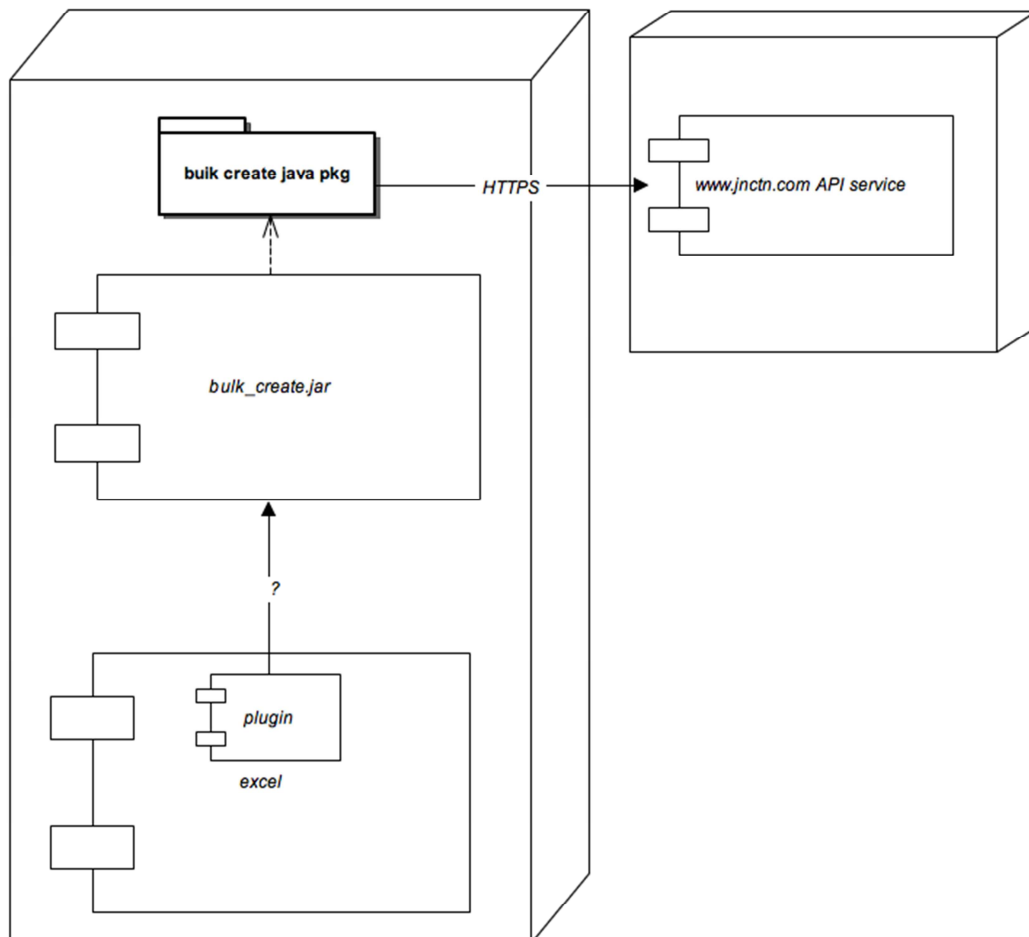 buik create java pkg
HTTPS
www.jnctn.com API service
bulk_create.jar
?
plugin
excel